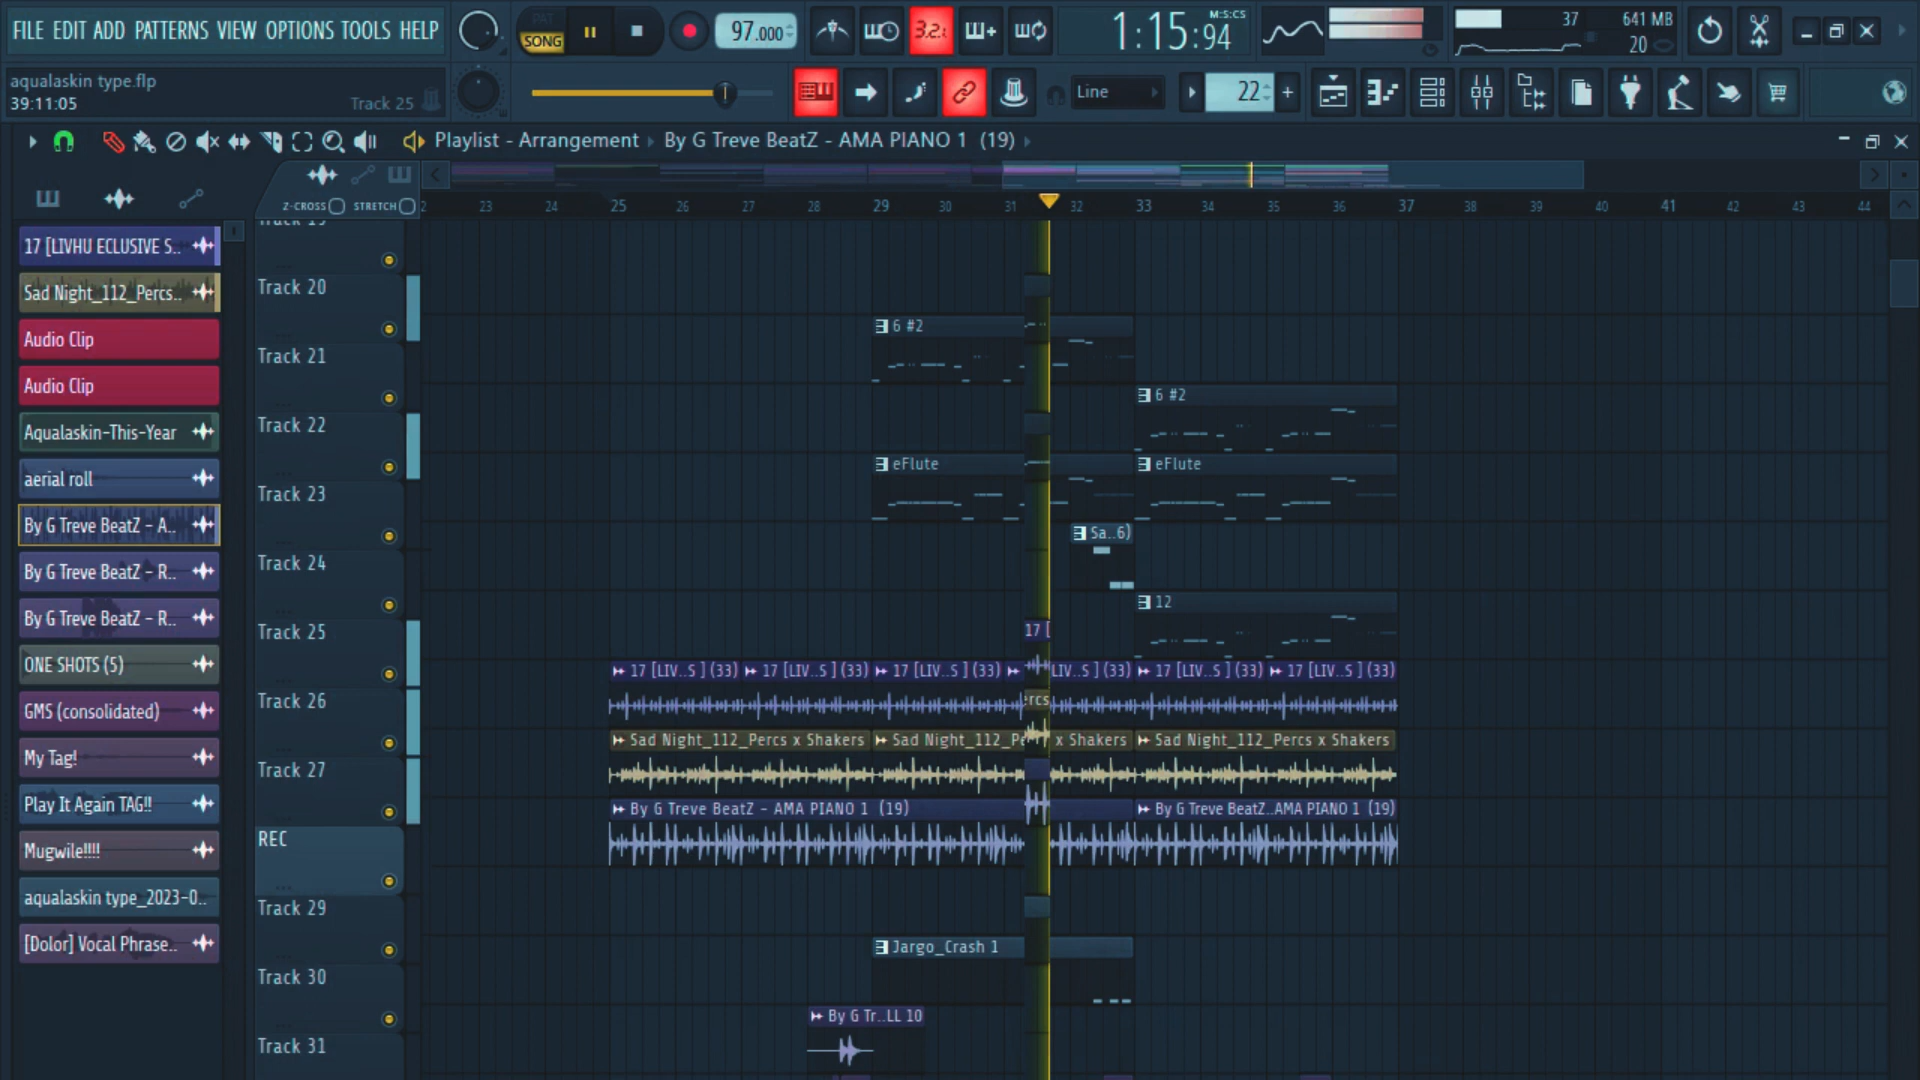 FILE EDIT ADD PATTERNS VIEW OPTIONS TOOLS HELP
PAT
SONG
97.000
3.2.1
1:15:94
M:S:CS
37
641 MB
20
aqualaskin type.flp
39:11:05
Track 25
Line
22
Playlist - Arrangement
By G Treve BeatZ - AMA PIANO 1 (19)
Z-CROSS
STRETCH
2 23 24 25 26 27 28 29 30 31 32 33 34 35 36 37 38 39 40 41 42 43 44
17 [LIVHU ECLUSIVE S..
Sad Night_112_Percs..
Audio Clip
Audio Clip
Aqualaskin-This-Year
aerial roll
By G Treve BeatZ - A..
By G Treve BeatZ - R..
By G Treve BeatZ - R..
ONE SHOTS (5)
GMS (consolidated)
My Tag!
Play It Again TAG!!
Mugwile!!!!
aqualaskin type_2023-0..
[Dolor] Vocal Phrase..
Track 20
Track 21
Track 22
Track 23
Track 24
Track 25
Track 26
Track 27
REC
Track 29
Track 30
Track 31
6 #2
6 #2
eFlute
eFlute
Sa..6)
12
17 [
17 [LIV..S ] (33)
17 [LIV..S ] (33)
17 [LIV..S ] (33)
LIV..S ] (33)
17 [LIV..S ] (33)
17 [LIV..S ] (33)
ercs
Sad Night_112_Percs x Shakers
Sad Night_112_Pe x Shakers
Sad Night_112_Percs x Shakers
By G Treve BeatZ - AMA PIANO 1 (19)
By G Treve BeatZ..AMA PIANO 1 (19)
Jargo_Crash 1
By G Tr..LL 10